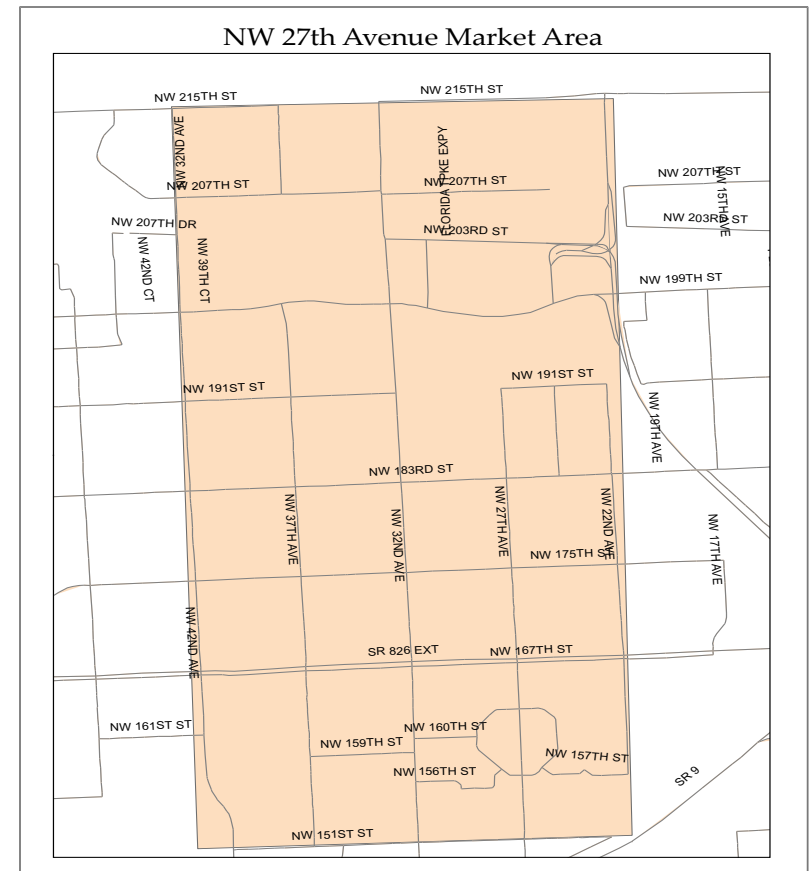 NW 27th Avenue Market Area
NW 215TH ST
NW 215TH ST
NW 32ND AVE
FLORIDA TPKE EXPY
NW 207TH ST
NW 207TH ST
NW 207TH ST
NW 15TH AVE
NW 207TH DR
NW 203RD ST
NW 203RD ST
NW 42ND CT
NW 39TH CT
NW 199TH ST
NW 191ST ST
NW 191ST ST
NW 19TH AVE
NW 183RD ST
NW 37TH AVE
NW 32ND AVE
NW 27TH AVE
NW 22ND AVE
NW 17TH AVE
NW 175TH ST
NW 42ND AVE
SR 826 EXT
NW 167TH ST
NW 161ST ST
NW 160TH ST
NW 159TH ST
NW 157TH ST
NW 156TH ST
SR 9
NW 151ST ST